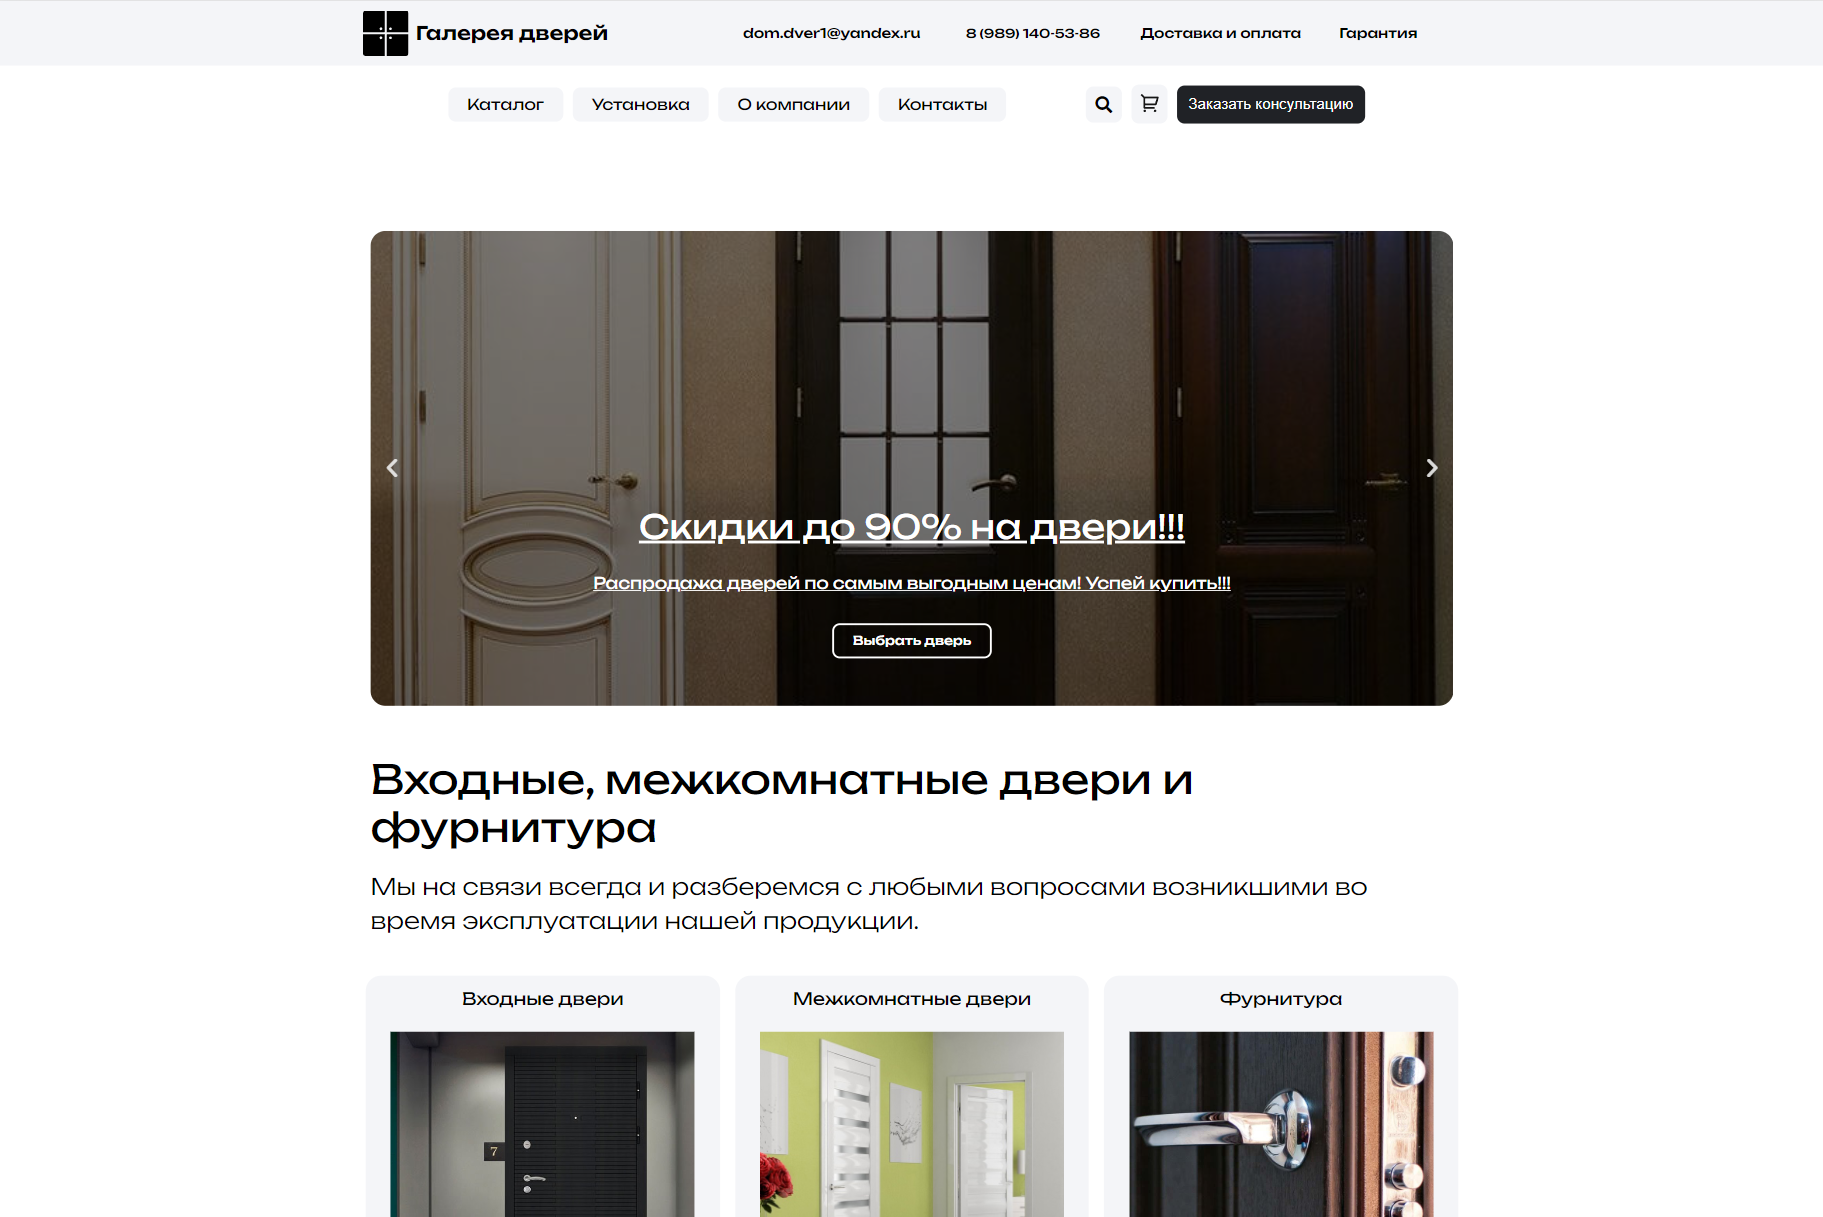 Галерея дверей
dom.dver1@yandex.ru
8 (989) 140-53-86
Доставка и оплата
Гарантия
Каталог
Установка
О компании
Контакты
Заказать консультацию
Скидки до 90% на двери!!!
Распродажа дверей по самым выгодным ценам! Успей купить!!!
Выбрать дверь
Входные, межкомнатные двери и
фурнитура
Мы на связи всегда и разберемся с любыми вопросами возникшими во
время эксплуатации нашей продукции.
Входные двери
Межкомнатные двери
Фурнитура
7